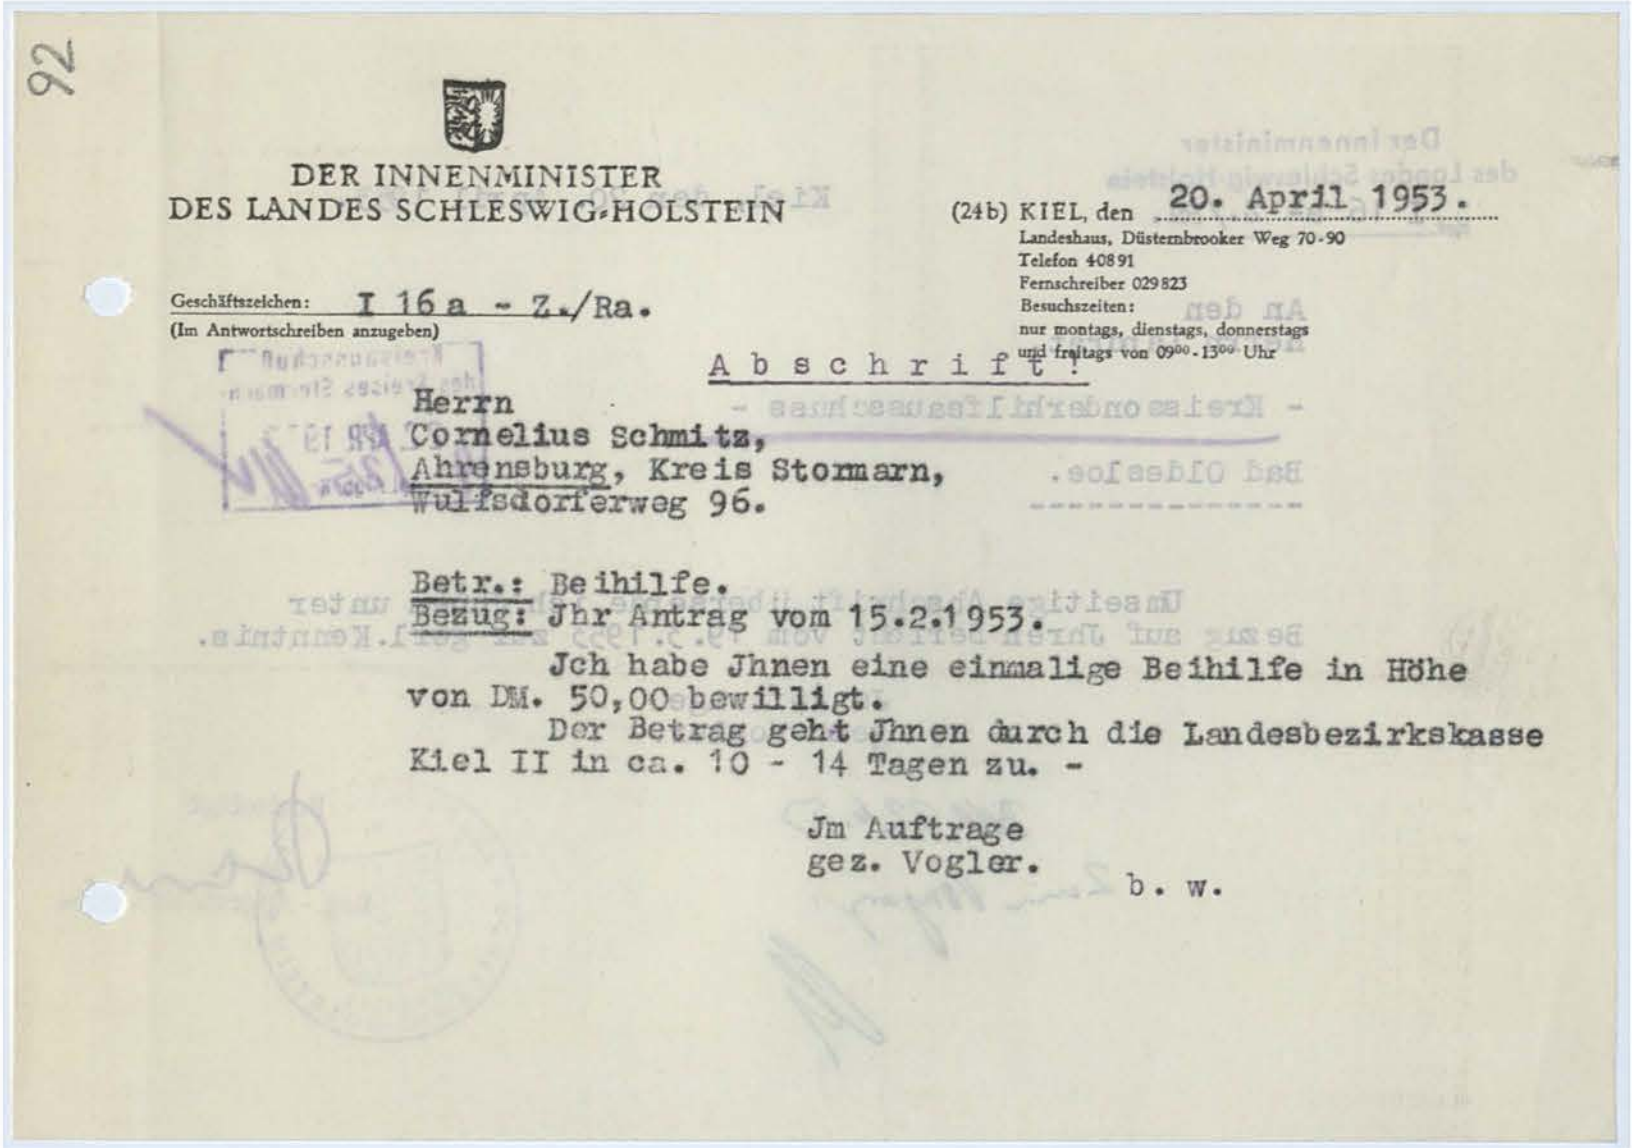 92
DER INNENMINISTER
DES LANDES SCHLESWIG-HOLSTEIN
(24b) KIEL, den 20. April 1953.
Landeshaus, Düsternbrooker Weg 70-90
Telefon 40891
Fernschreiber 029823
Besuchszeiten:
nur montags, dienstags, donnerstags
und freitags von 09⁰⁰-13⁰⁰ Uhr
Geschäftszeichen: I 16 a - Z./Ra.
(Im Antwortschreiben anzugeben)
Abschrift!
Herrn
Cornelius Schmitz,
Ahrensburg, Kreis Stormarn,
Wulfsdorferweg 96.
Betr.: Beihilfe.
Bezug: Jhr Antrag vom 15.2.1953.
Jch habe Jhnen eine einmalige Beihilfe in Höhe
von DM. 50,00 bewilligt.
Der Betrag geht Jhnen durch die Landesbezirkskasse
Kiel II in ca. 10 - 14 Tagen zu. -
Jm Auftrage
gez. Vogler.
b. w.